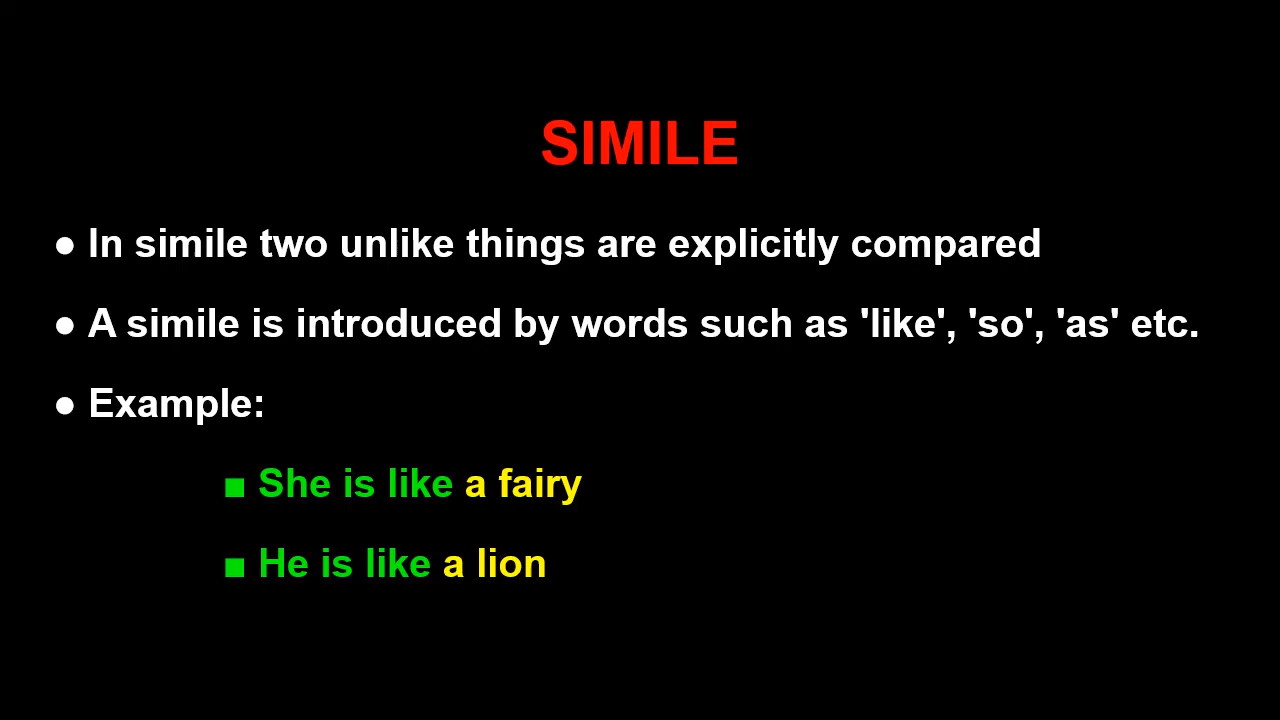 SIMILE
● In simile two unlike things are explicitly compared
● A simile is introduced by words such as 'like', 'so', 'as' etc.
● Example:
■ She is like a fairy
■ He is like a lion